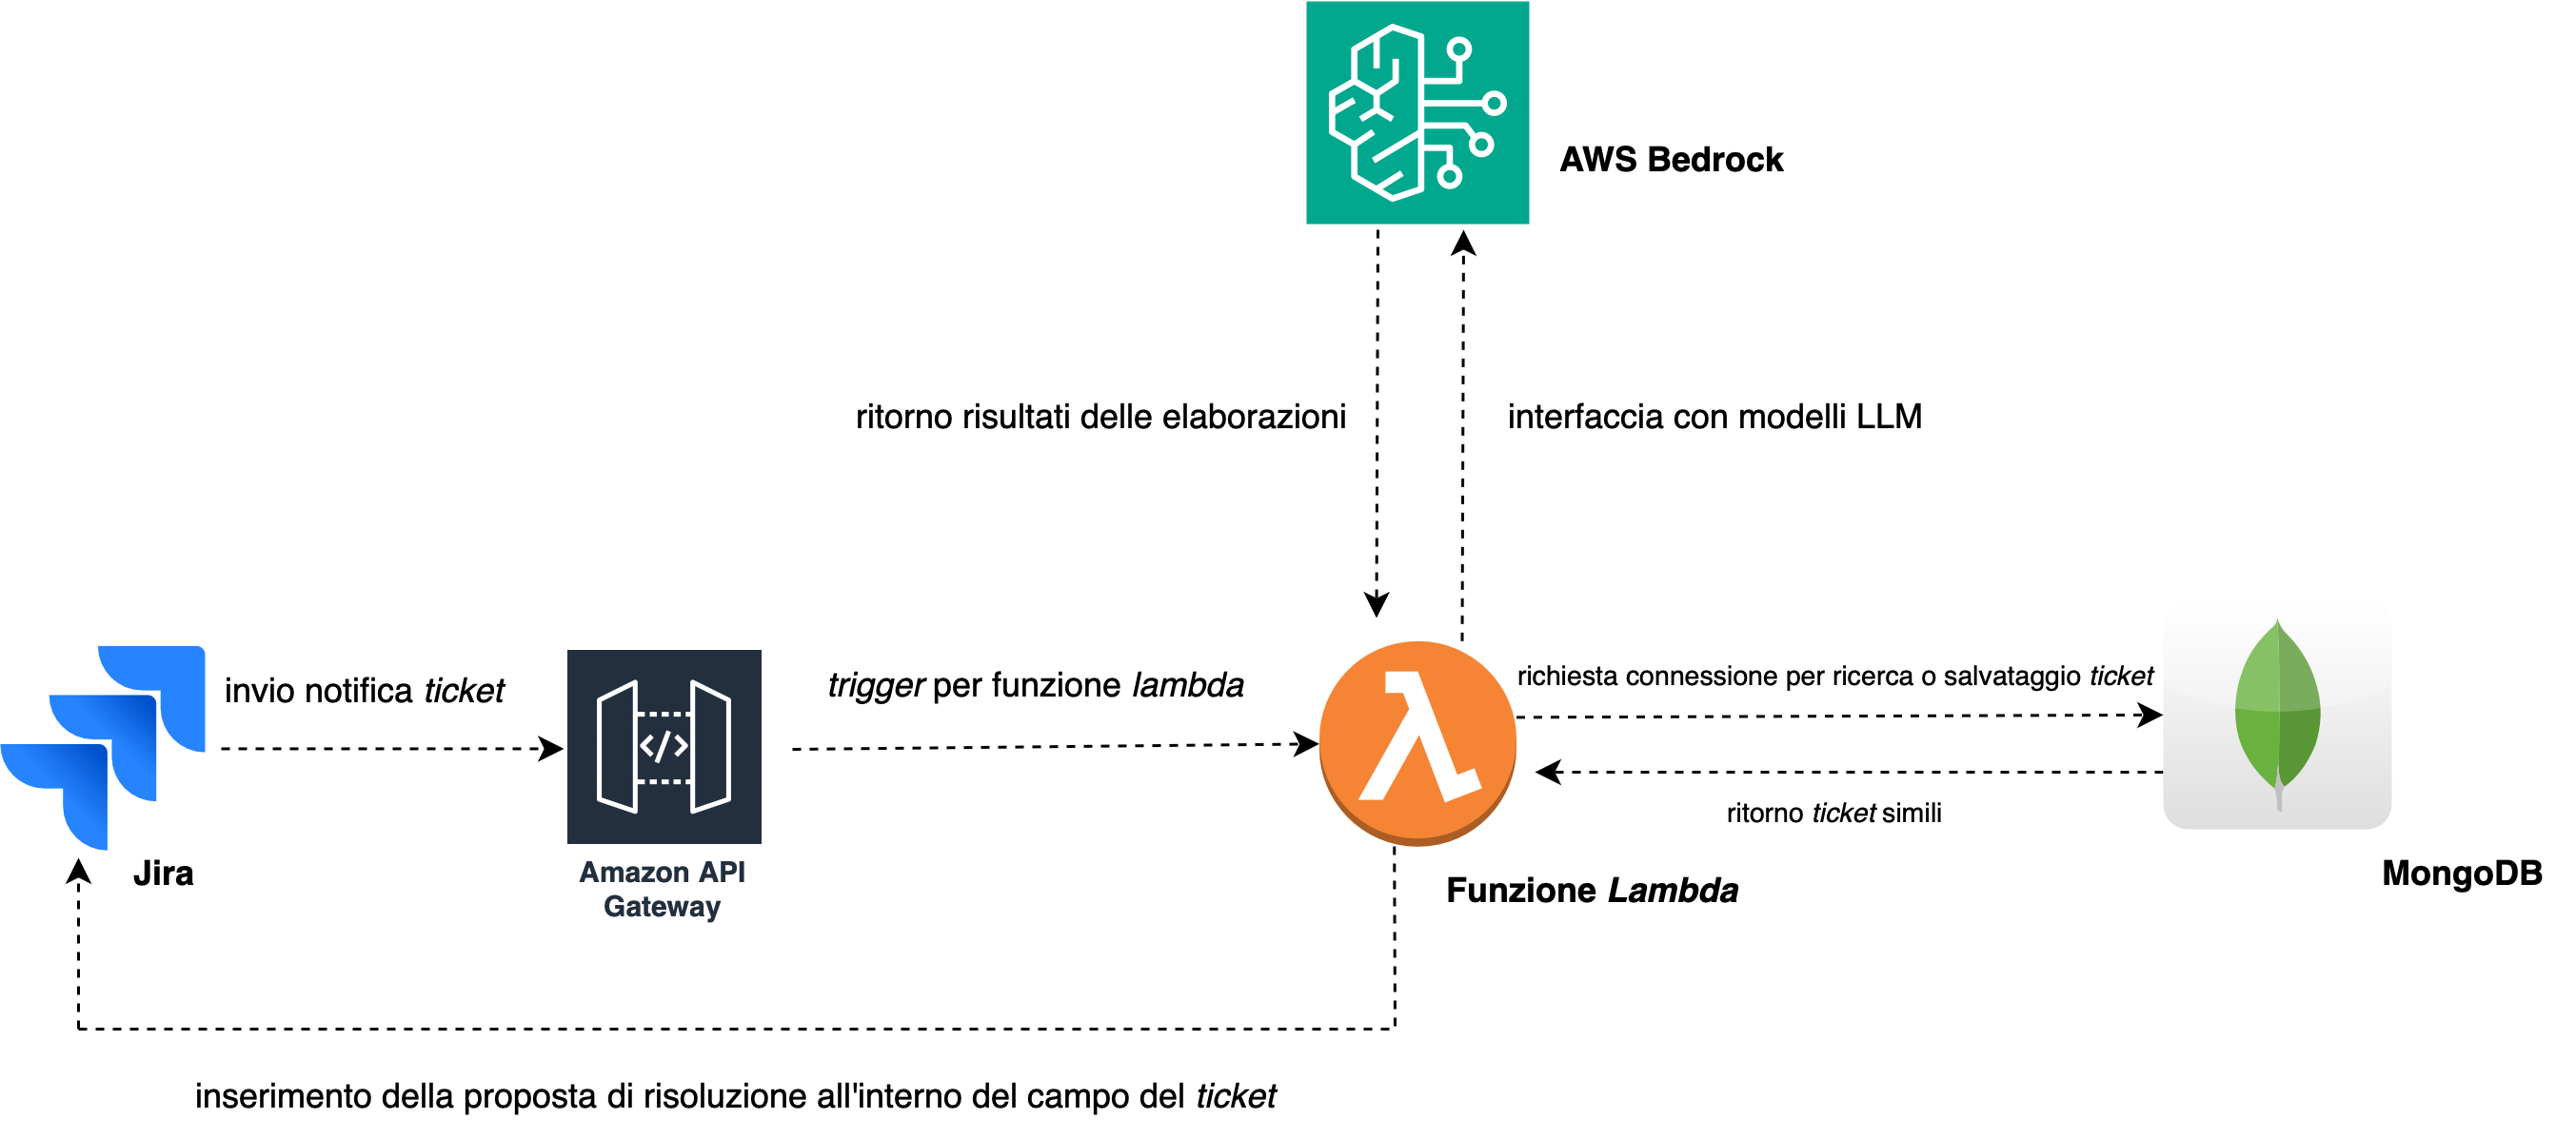 AWS Bedrock
ritorno risultati delle elaborazioni
interfaccia con modelli LLM
invio notifica ticket
trigger per funzione lambda
richiesta connessione per ricerca o salvataggio ticket
</>
ritorno ticket simili
Jira
Amazon API
Gateway
Funzione Lambda
MongoDB
inserimento della proposta di risoluzione all'interno del campo del ticket